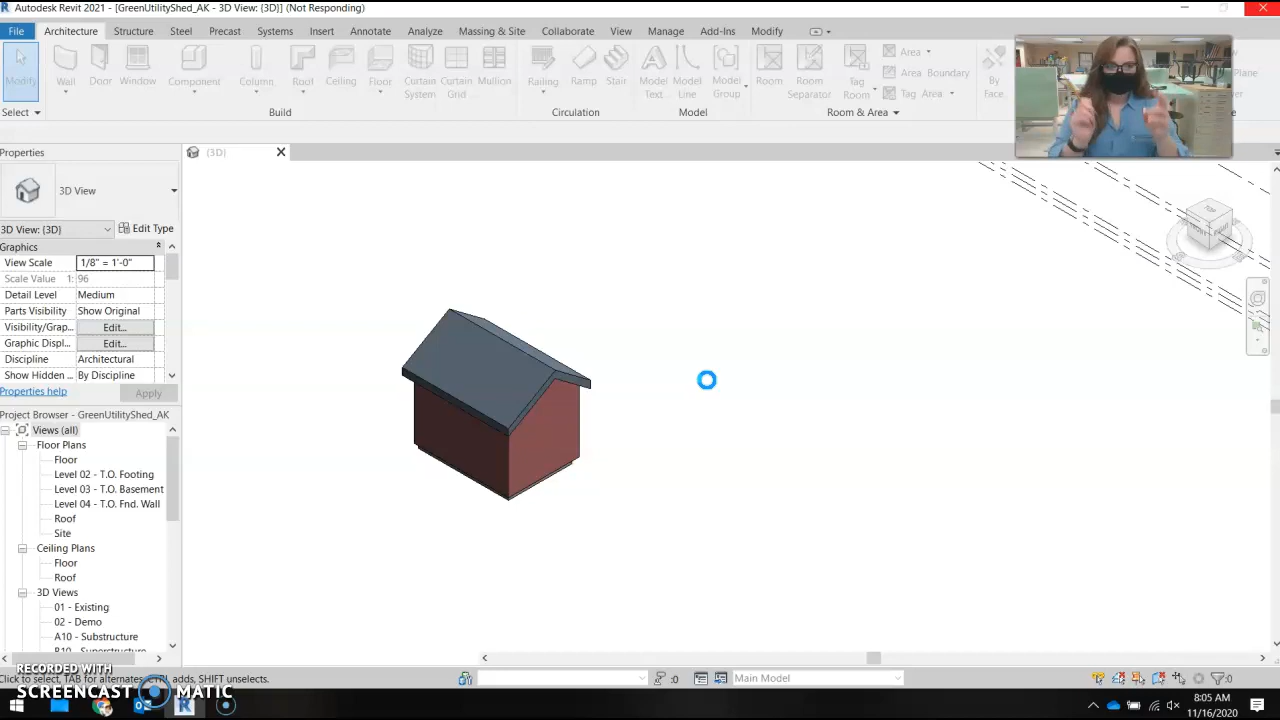 Autodesk Revit 2021 - [GreenUtilityShed_AK - 3D View: {3D}] (Not Responding)
File Architecture Structure Steel Precast Systems Insert Annotate Analyze Massing & Site Collaborate View Manage Add-Ins Modify
Modify Wall Door Window Component Column Roof Ceiling Floor Curtain System Curtain Grid Mullion Railing Ramp Stair Model Text Model Line Model Group Room Room Separator Tag Room Area By Face
Area Boundary
Tag Area
Select Build Circulation Model Room & Area
Properties {3D}
3D View
3D View: {3D} Edit Type
Graphics
View Scale 1/8" = 1'-0"
Scale Value 1: 96
Detail Level Medium
Parts Visibility Show Original
Visibility/Grap... Edit...
Graphic Displ... Edit...
Discipline Architectural
Show Hidden ... By Discipline
Properties help Apply
Project Browser - GreenUtilityShed_AK
Views (all)
Floor Plans
Floor
Level 02 - T.O. Footing
Level 03 - T.O. Basement
Level 04 - T.O. Fnd. Wall
Roof
Site
Ceiling Plans
Floor
Roof
3D Views
01 - Existing
02 - Demo
A10 - Substructure
B10 - Superstructure
TOP
FRONT
RIGHT
RECORDED WITH
SCREENCAST MATIC
Click to select, TAB for alternates, CTRL adds, SHIFT unselects.
:0 Main Model :0
8:05 AM
11/16/2020